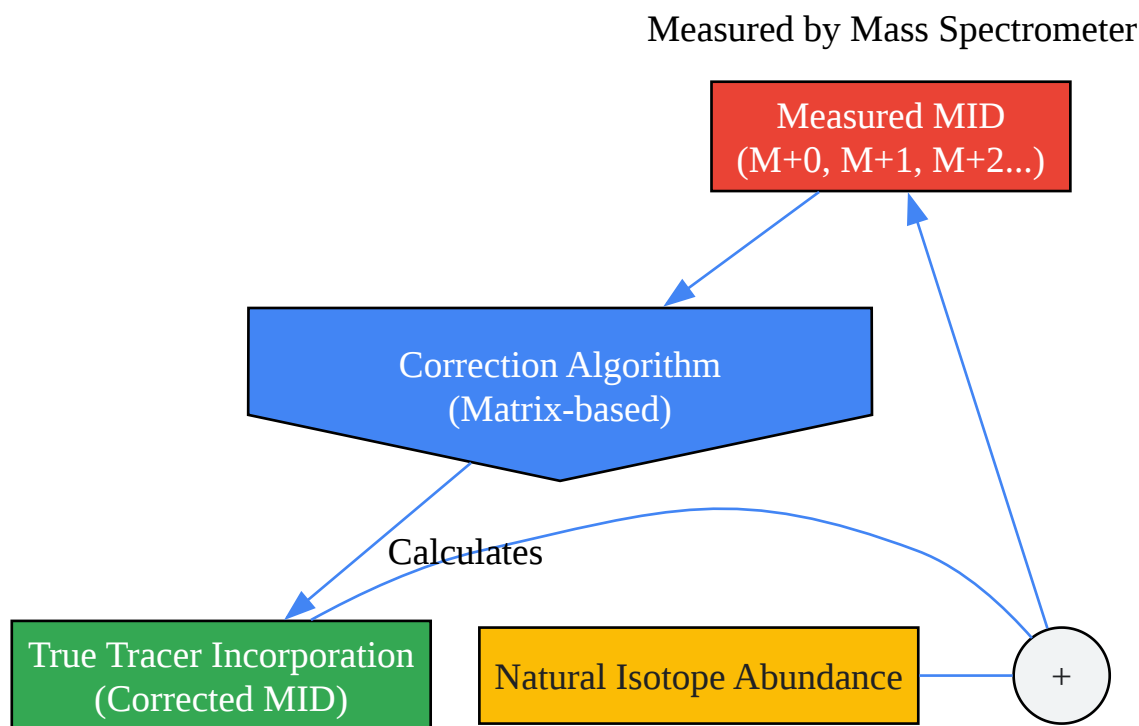 Measured by Mass Spectrometer
Measured MID
(M+0, M+1, M+2...)
Correction Algorithm
(Matrix-based)
Calculates
True Tracer Incorporation
(Corrected MID)
Natural Isotope Abundance
+